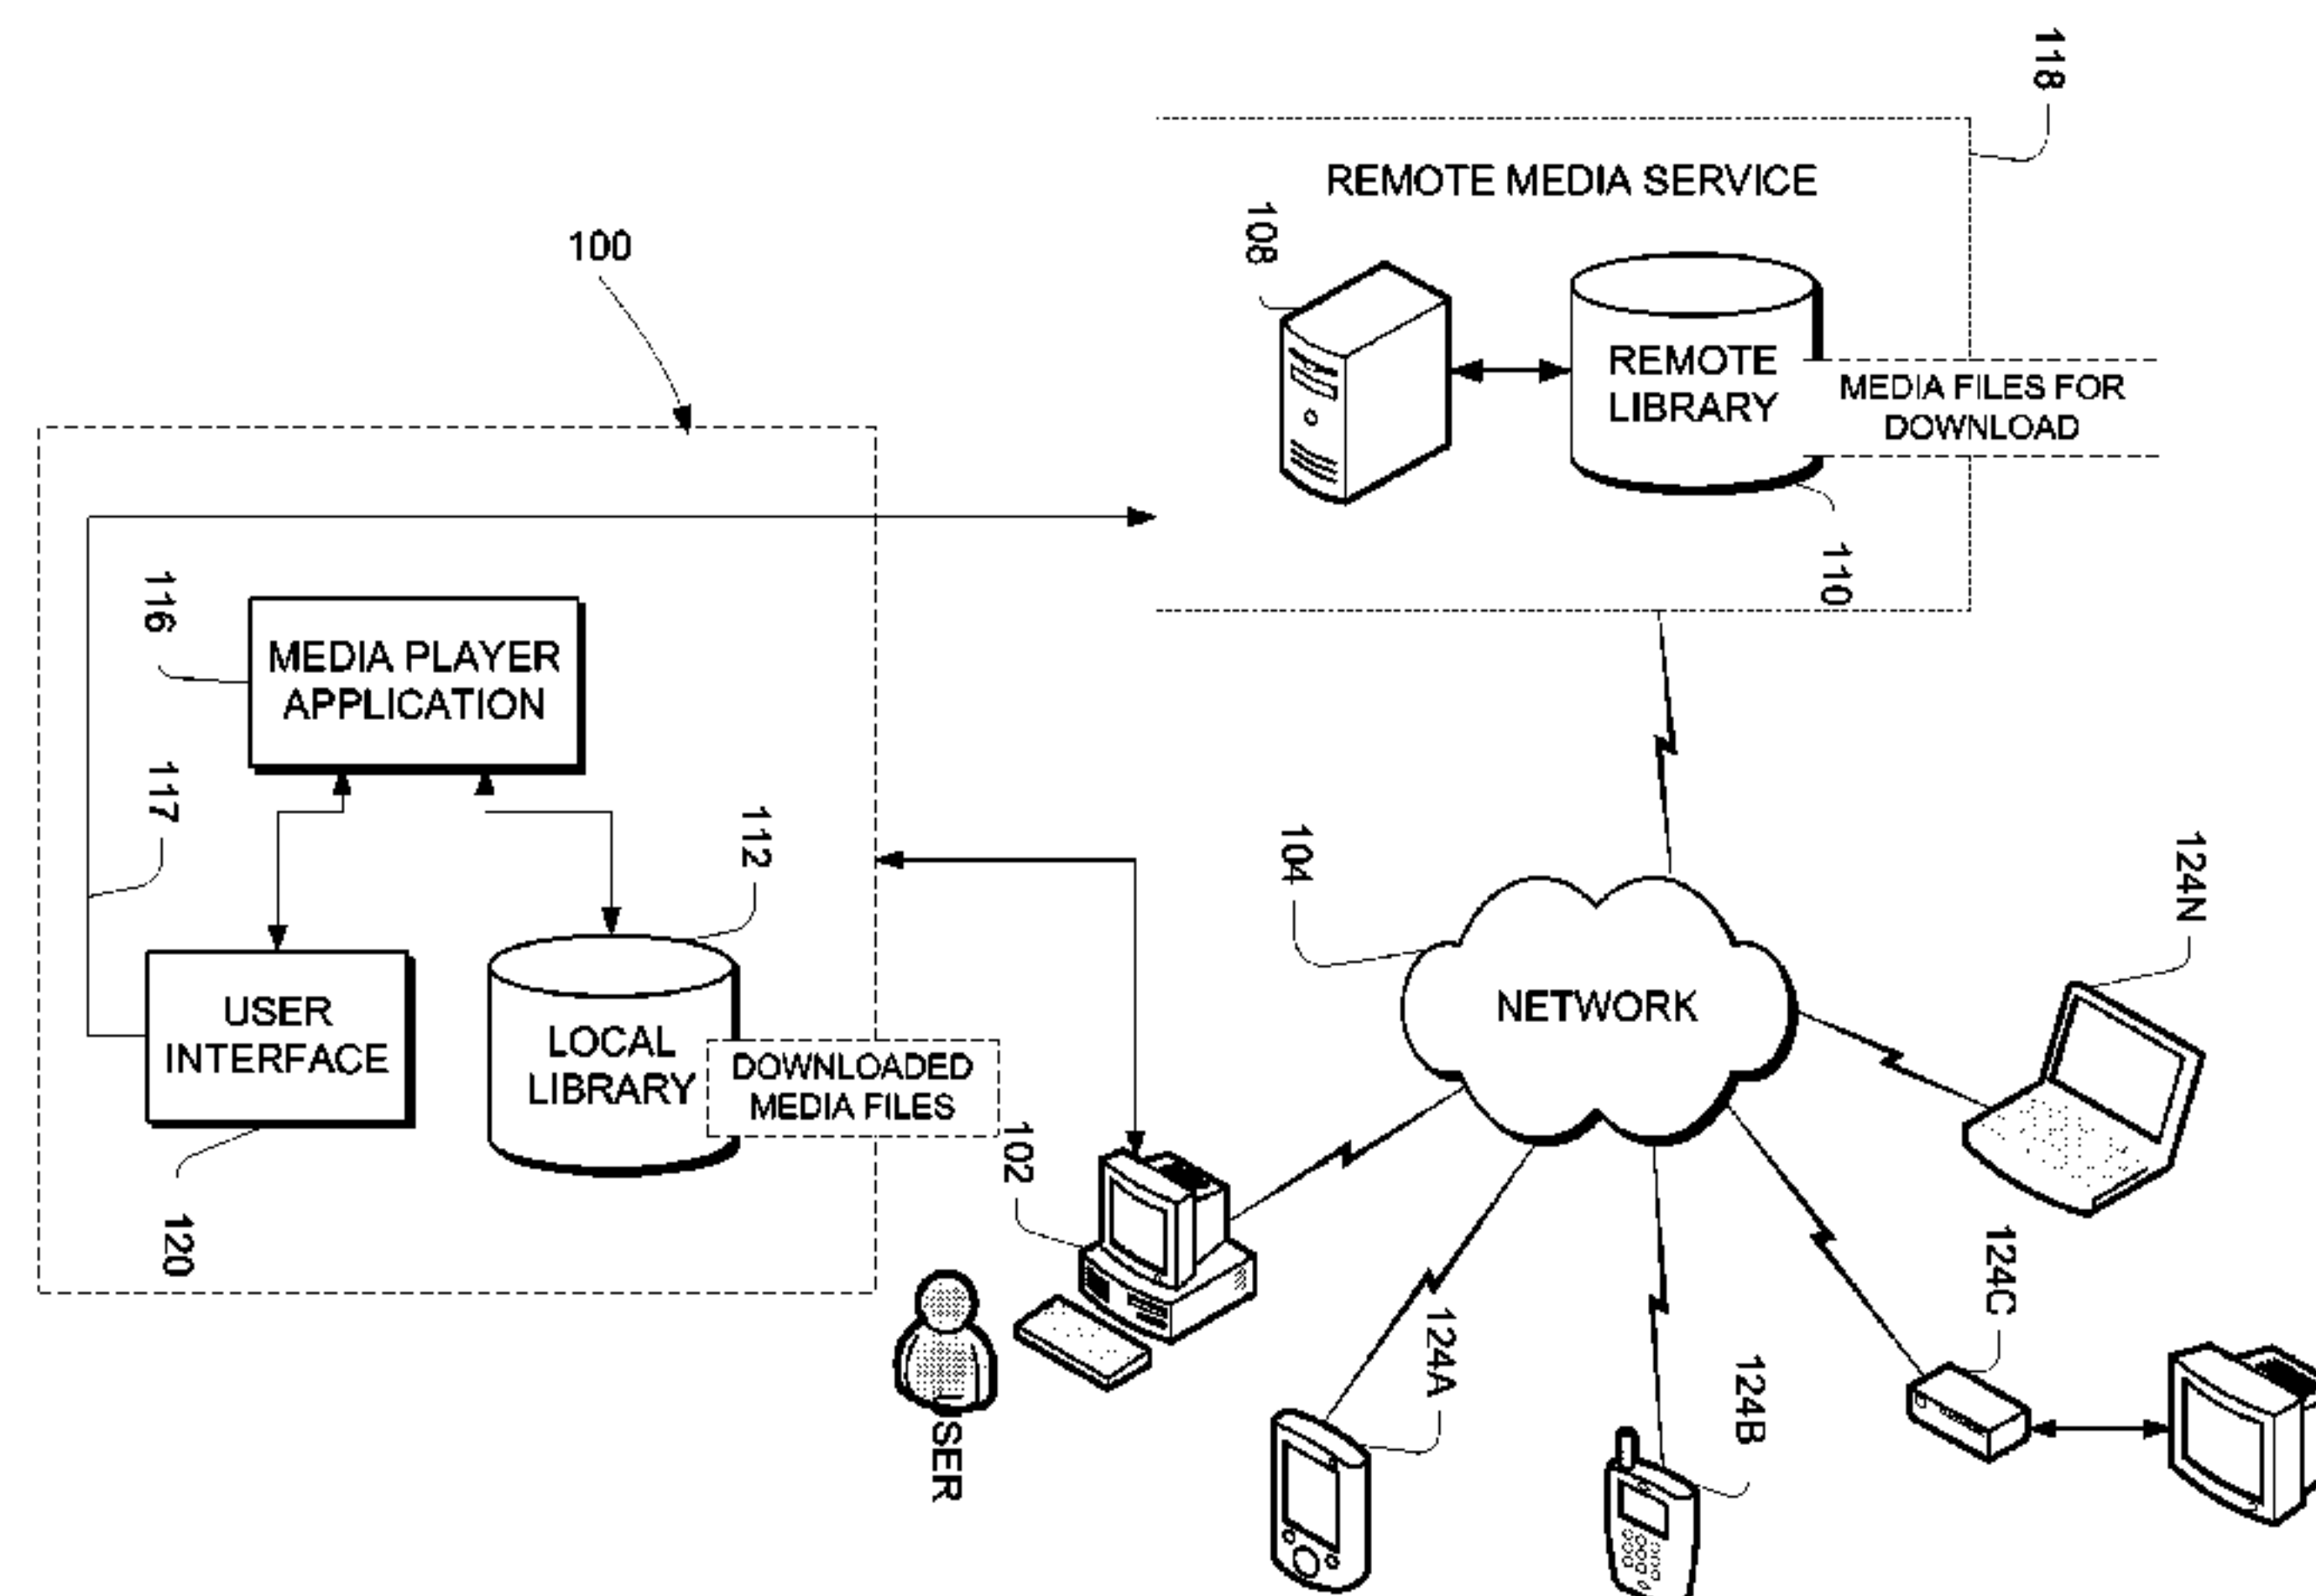 118
REMOTE MEDIA SERVICE
108
100
REMOTE
LIBRARY
MEDIA FILES FOR
DOWNLOAD
110
116
MEDIA PLAYER
APPLICATION
117
112
104
124N
NETWORK
USER
INTERFACE
LOCAL
LIBRARY
DOWNLOADED
MEDIA FILES
102
120
124C
124A
124B
USER